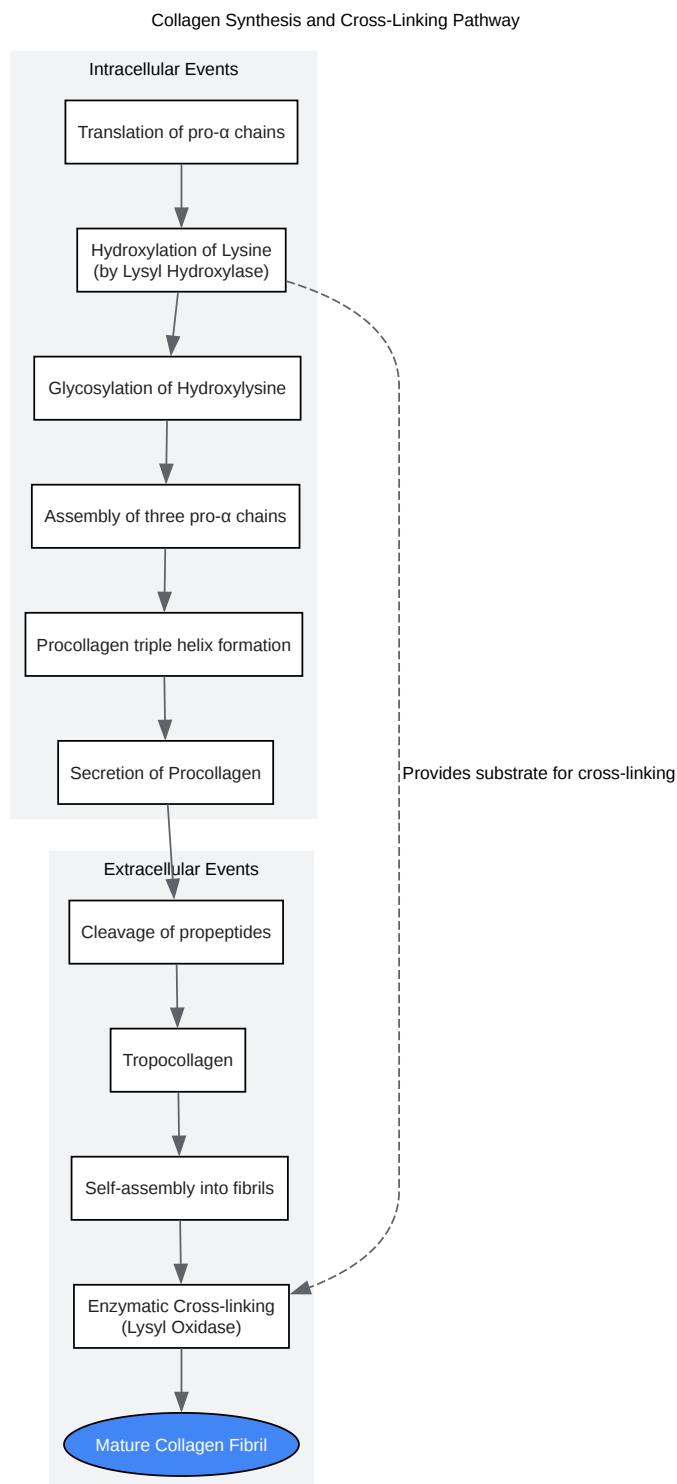 Collagen Synthesis and Cross-Linking Pathway
Intracellular Events
Translation of pro-α chains
Hydroxylation of Lysine
(by Lysyl Hydroxylase)
Glycosylation of Hydroxylysine
Assembly of three pro-α chains
Procollagen triple helix formation
Secretion of Procollagen
Provides substrate for cross-linking
Extracellular Events
Cleavage of propeptides
Tropocollagen
Self-assembly into fibrils
Enzymatic Cross-linking
(Lysyl Oxidase)
Mature Collagen Fibril